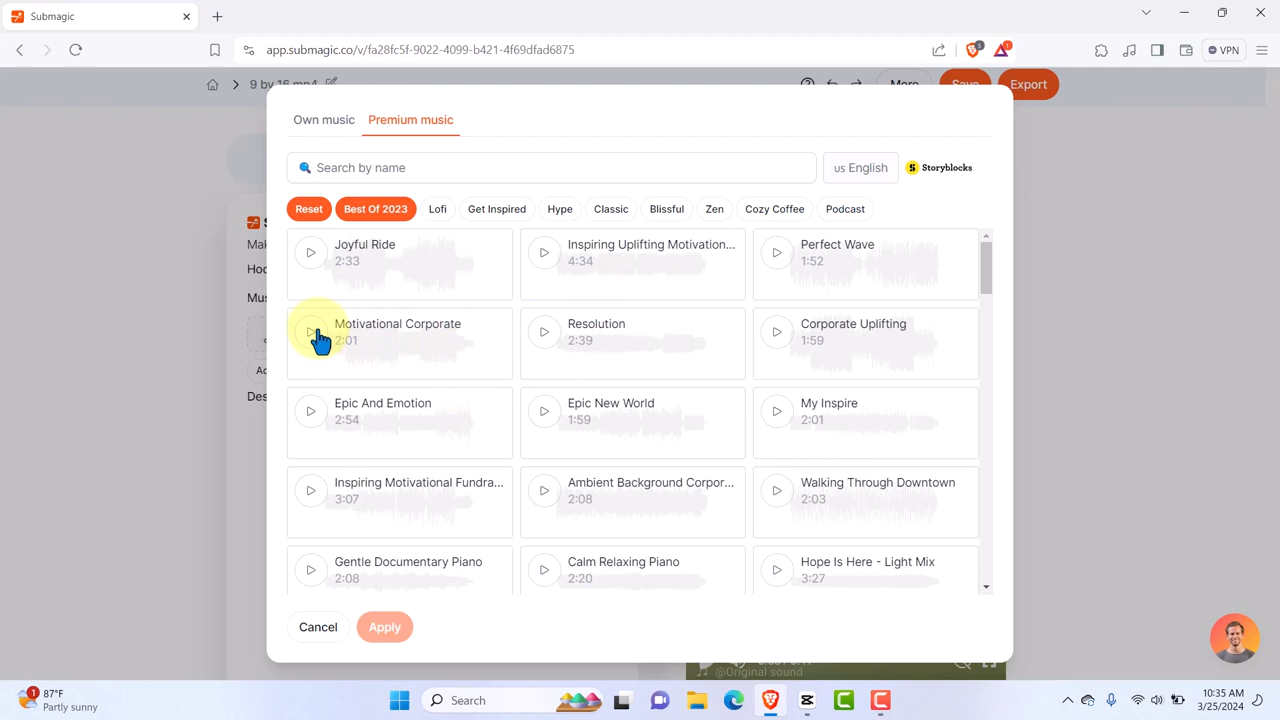 Submagic
app.submagic.co/v/fa28fc5f-9022-4099-b421-4f69dfad6875
5
1
VPN
9 by 16.mp4
More
Save
Export
Own music
Premium music
Search by name
US English
Storyblocks
Reset
Best Of 2023
Lofi
Get Inspired
Hype
Classic
Blissful
Zen
Cozy Coffee
Podcast
Joyful Ride
2:33
Inspiring Uplifting Motivation...
4:34
Perfect Wave
1:52
Motivational Corporate
2:01
Resolution
2:39
Corporate Uplifting
1:59
Epic And Emotion
2:54
Epic New World
1:59
My Inspire
2:01
Inspiring Motivational Fundra...
3:07
Ambient Background Corpor...
2:08
Walking Through Downtown
2:03
Gentle Documentary Piano
2:08
Calm Relaxing Piano
2:20
Hope Is Here - Light Mix
3:27
Cancel
Apply
@Original sound
1
87°F
Partly sunny
Search
10:35 AM
3/25/2024